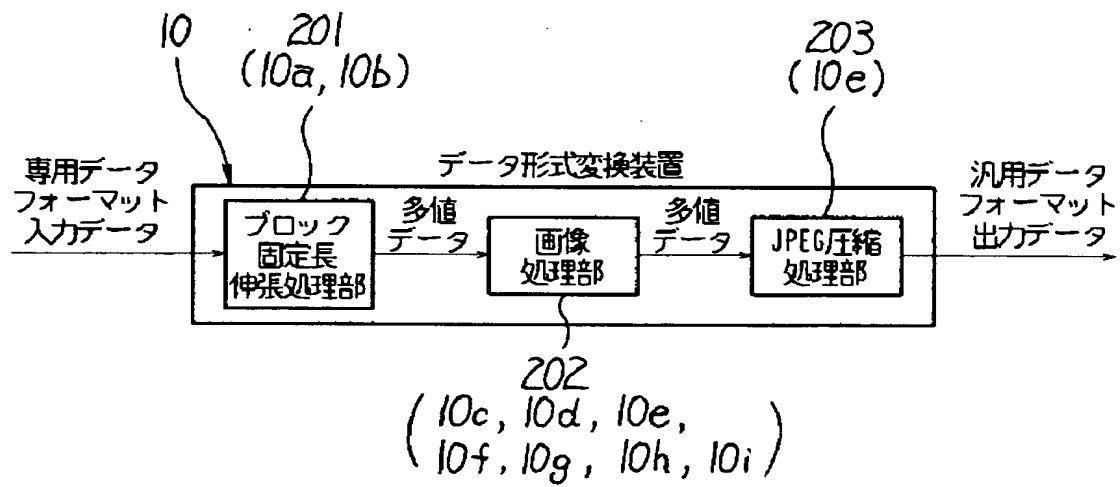 10
201
(10a, 10b)
203
(10e)
データ形式変換装置
専用データ
フォーマット
入力データ
ブロック
固定長
伸張処理部
多値
データ
画像
処理部
多値
データ
JPEG圧縮
処理部
汎用データ
フォーマット
出力データ
202
(10c, 10d, 10e,
10f, 10g, 10h, 10i)